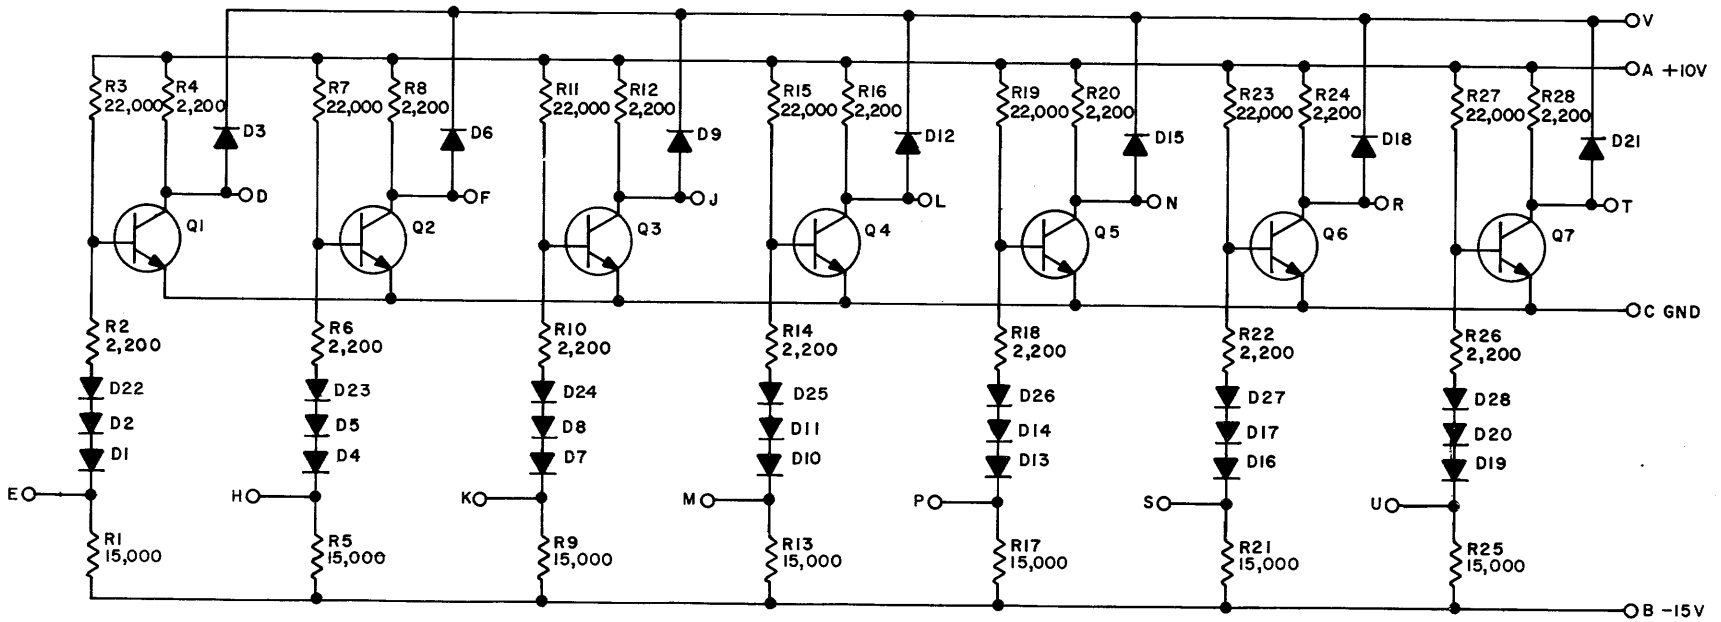 V
A +10V
R3
22,000
R4
2,200
R7
22,000
R8
2,200
R11
22,000
R12
2,200
R15
22,000
R16
2,200
R19
22,000
R20
2,200
R23
22,000
R24
2,200
R27
22,000
R28
2,200
D3
D6
D9
D12
D15
D18
D21
D
F
J
L
N
R
T
Q1
Q2
Q3
Q4
Q5
Q6
Q7
C GND
R2
2,200
R6
2,200
R10
2,200
R14
2,200
R18
2,200
R22
2,200
R26
2,200
D22
D23
D24
D25
D26
D27
D28
D2
D5
D8
D11
D14
D17
D20
D1
D4
D7
D10
D13
D16
D19
E
H
K
M
P
S
U
R1
15,000
R5
15,000
R9
15,000
R13
15,000
R17
15,000
R21
15,000
R25
15,000
B -15V